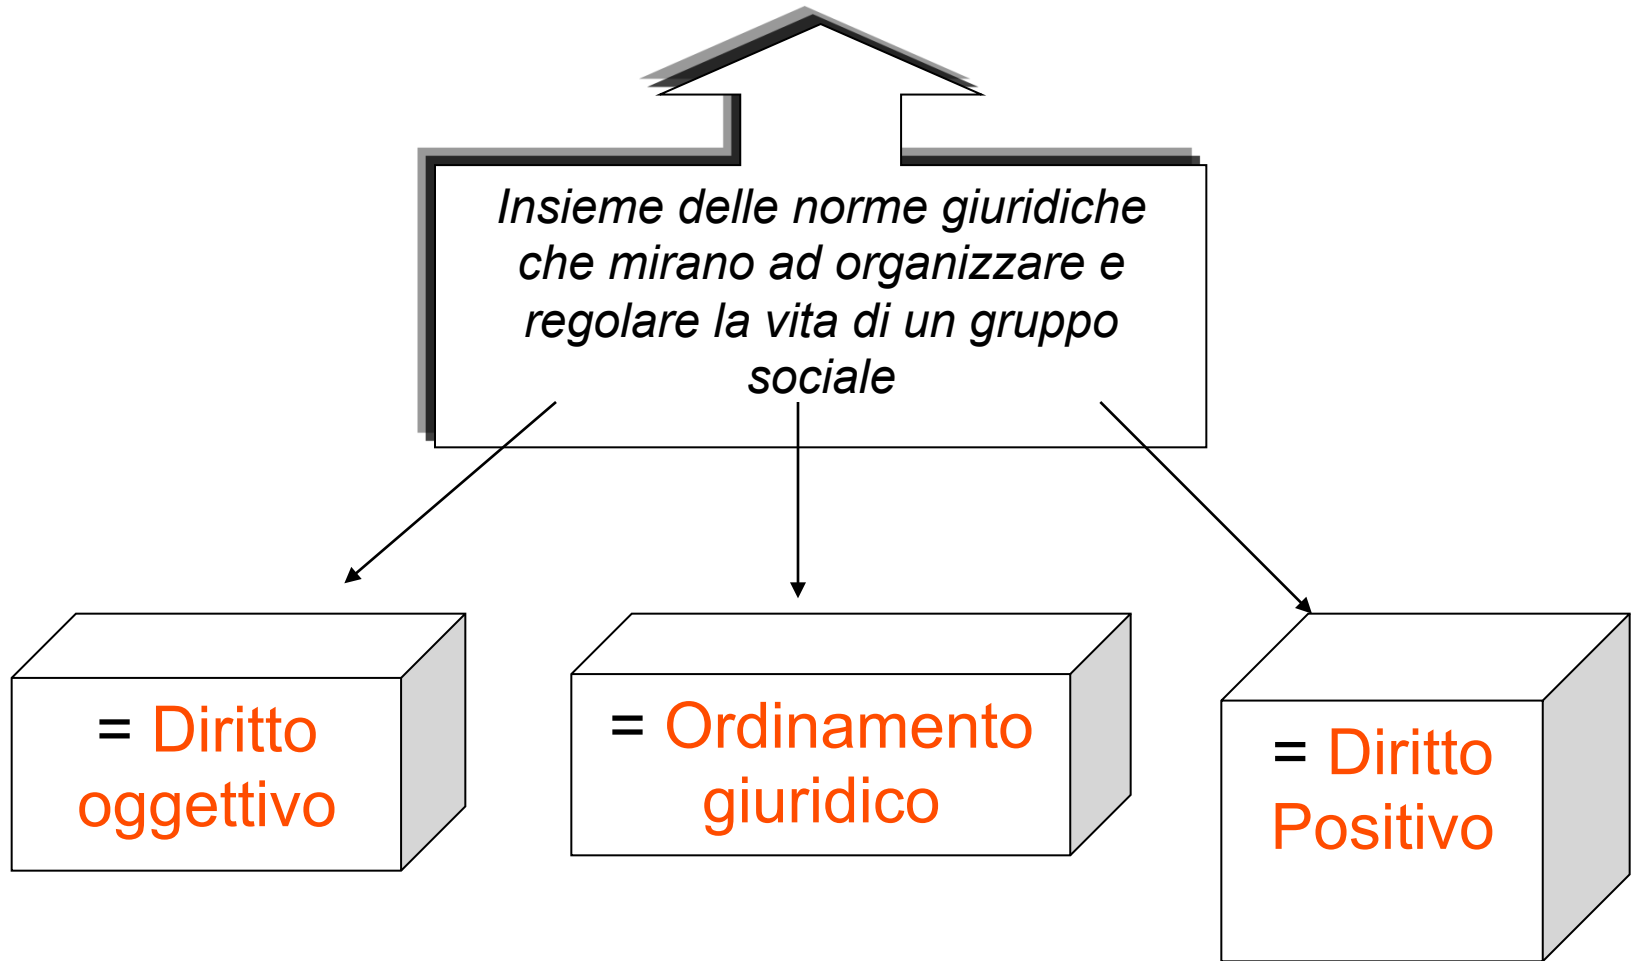 Insieme delle norme giuridiche
che mirano ad organizzare e
regolare la vita di un gruppo
sociale
= Diritto
oggettivo
= Ordinamento
giuridico
= Diritto
Positivo